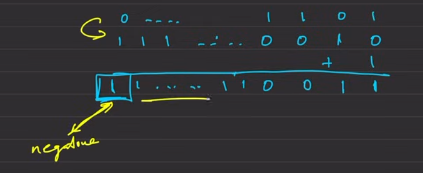 0 ..... 1 1 0 1
1 1 1 ..... 0 0 1 0
+ 1
1 1 ..... 1 1 0 0 1 1
negative